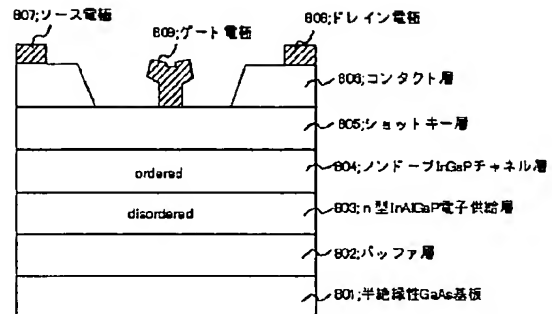 807;ソース電極
809;ゲート電極
808;ドレイン電極
806;コンタクト層
805;ショットキー層
ordered
804;ノンドープInGaPチャネル層
disordered
803;n型InAlGaP電子供給層
802;バッファ層
801;半絶縁性GaAs基板